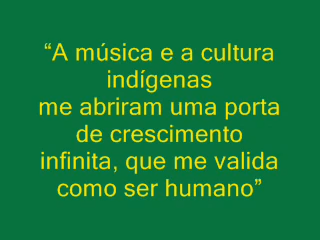 “A música e a cultura
indígenas
me abriram uma porta
de crescimento
infinita, que me valida
como ser humano”